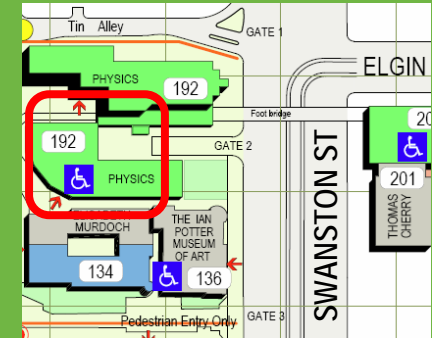 Tin Alley
GATE 1
PHYSICS
192
ELGIN
Foot bridge
192
GATE 2
PHYSICS
SWANSTON ST
20
201
THOMAS
CHERRY
MURDOCH
THE IAN
POTTER
MUSEUM
OF ART
134
136
Pedestrian Entry Only
GATE 3